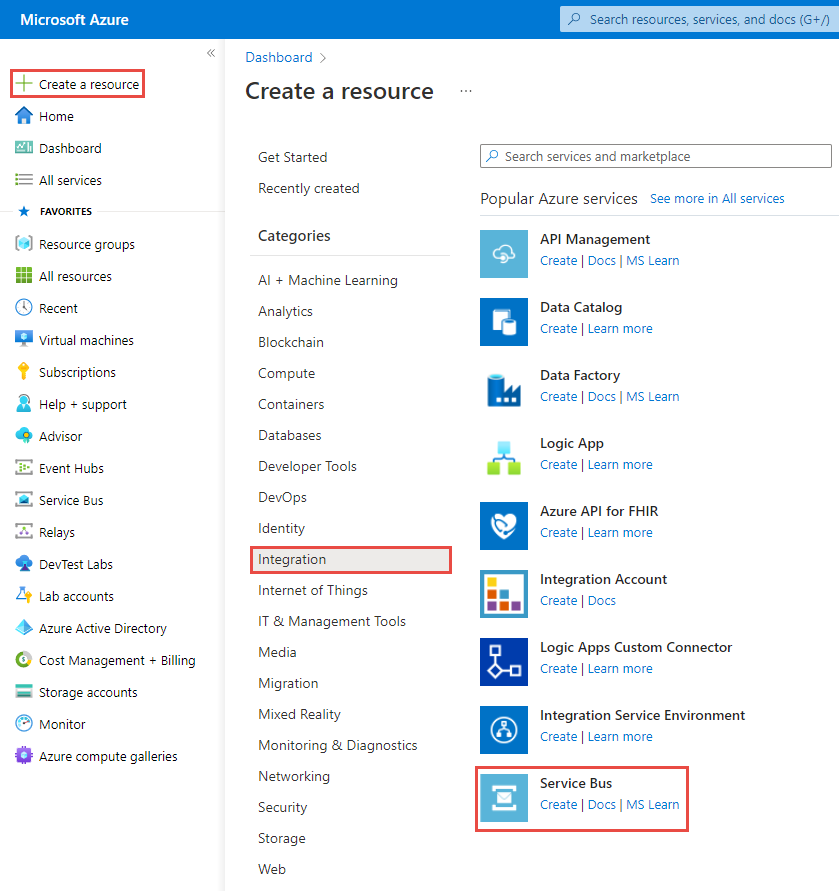 Microsoft Azure
Search resources, services, and docs (G+/)
«
Create a resource
Home
Dashboard
All services
FAVORITES
Resource groups
All resources
Recent
Virtual machines
Subscriptions
Help + support
Advisor
Event Hubs
Service Bus
Relays
DevTest Labs
Lab accounts
Azure Active Directory
Cost Management + Billing
Storage accounts
Monitor
Azure compute galleries
Dashboard >
Create a resource ...
Get Started
Recently created
Categories
AI + Machine Learning
Analytics
Blockchain
Compute
Containers
Databases
Developer Tools
DevOps
Identity
Integration
Internet of Things
IT & Management Tools
Media
Migration
Mixed Reality
Monitoring & Diagnostics
Networking
Security
Storage
Web
Search services and marketplace
Popular Azure services See more in All services
API Management
Create | Docs | MS Learn
Data Catalog
Create | Learn more
Data Factory
Create | Docs | MS Learn
Logic App
Create | Learn more
Azure API for FHIR
Create | Learn more
Integration Account
Create | Docs
Logic Apps Custom Connector
Create | Learn more
Integration Service Environment
Create | Learn more
Service Bus
Create | Docs | MS Learn